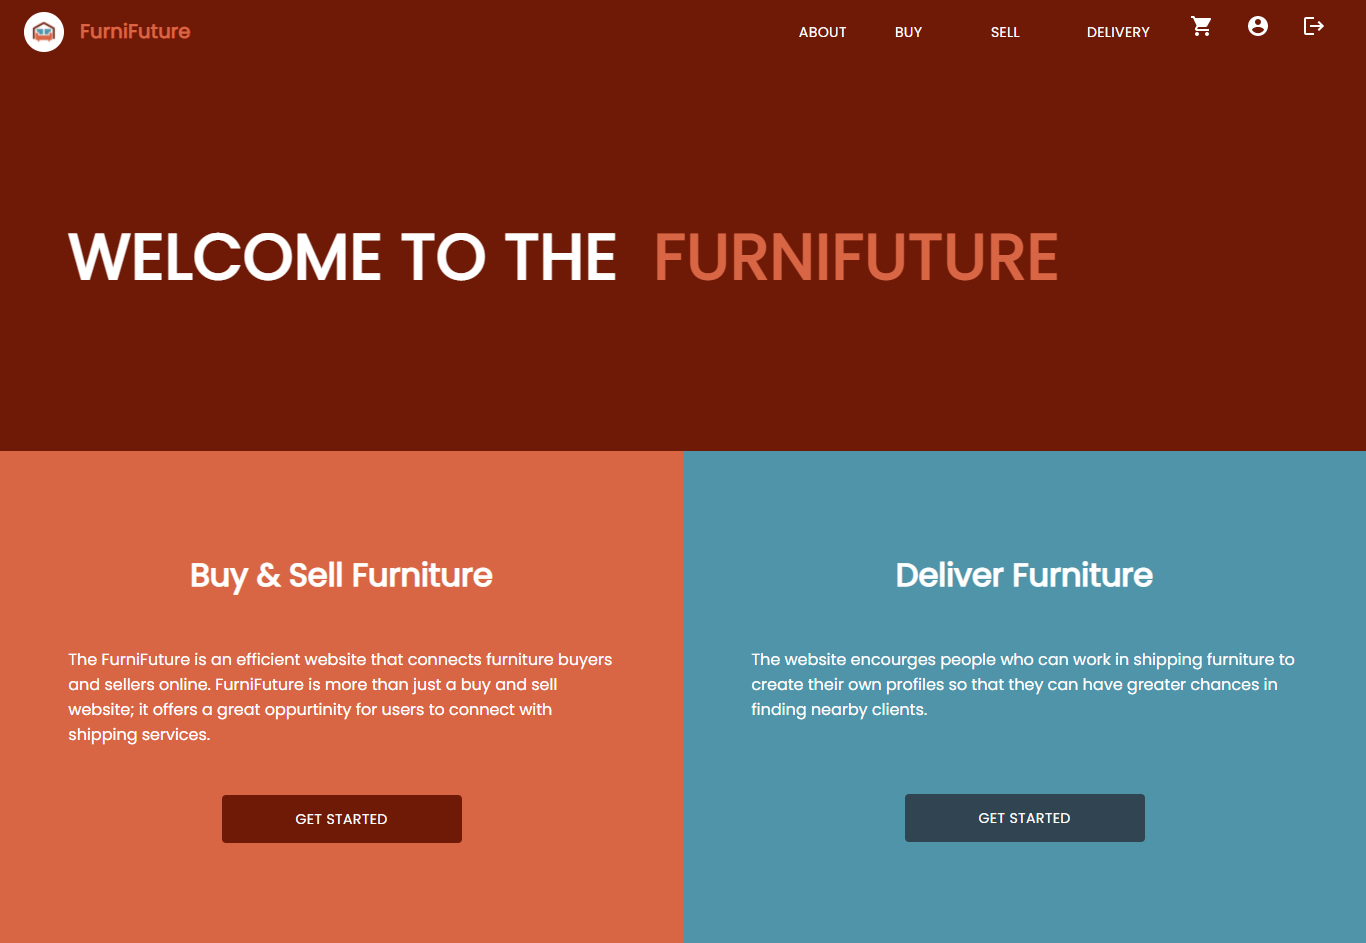 FurniFuture
ABOUT BUY SELL DELIVERY
WELCOME TO THE FURNIFUTURE
Buy & Sell Furniture
The FurniFuture is an efficient website that connects furniture buyers
and sellers online. FurniFuture is more than just a buy and sell
website; it offers a great oppurtinity for users to connect with
shipping services.
GET STARTED
Deliver Furniture
The website encourges people who can work in shipping furniture to
create their own profiles so that they can have greater chances in
finding nearby clients.
GET STARTED